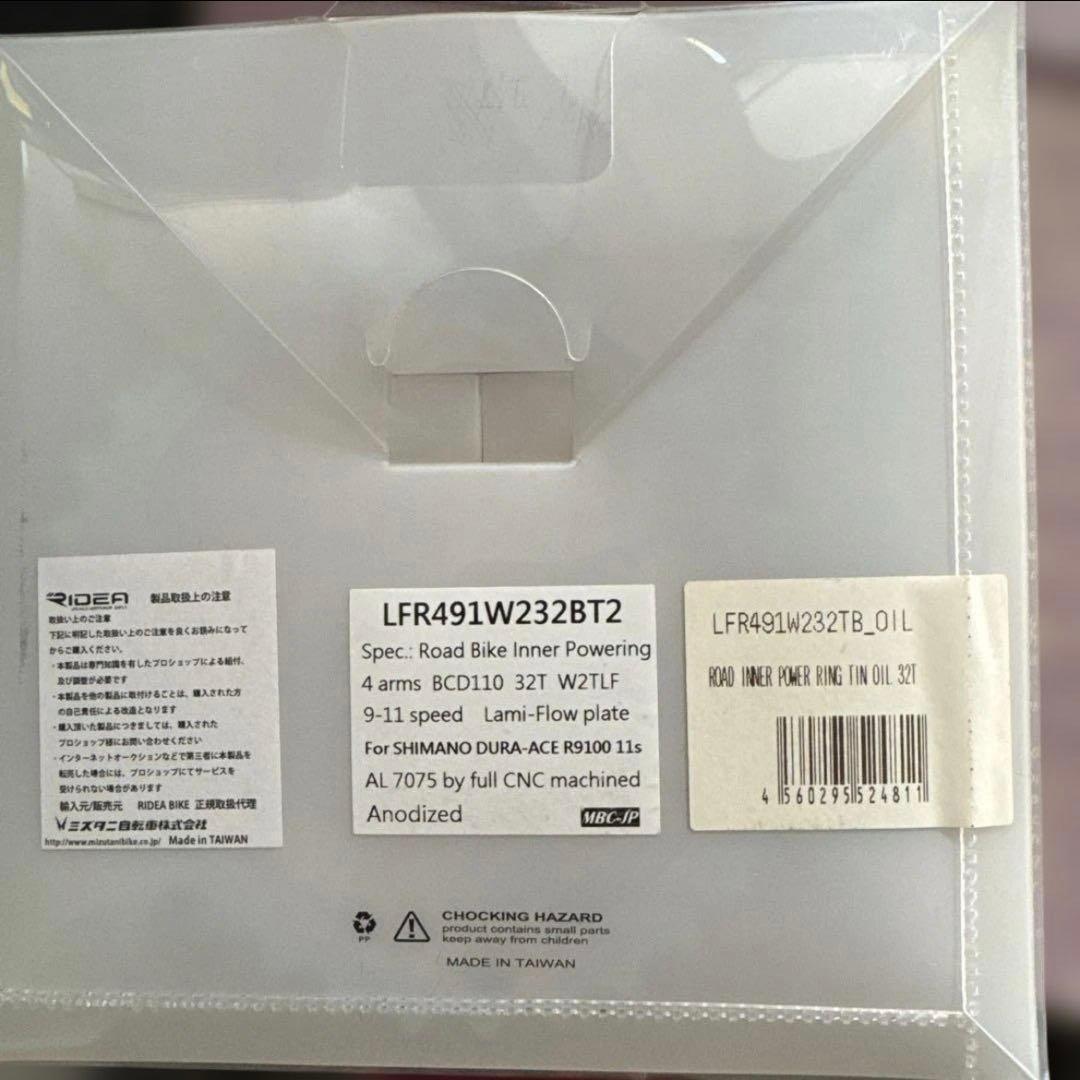 RIDEA 製品取扱上の注意
取扱い上のご注意
下記に明記した取扱い上のご注意を良くお読みになって
からご購入ください。
・本製品は専門知識を有したプロショップによる組付、
及び調整が必要です
・本製品を他の製品に取付けることは、購入された方
の自己責任による改造となります
・購入頂いた製品につきましては、購入された
プロショップ様にお問い合わせください
・インターネットオークションなどで第三者に本製品を
転売した場合には、プロショップにてサービスを
受けられない場合があります
輸入元/販売元 RIDEA BIKE 正規取扱代理
ミズタニ自転車株式会社
http://www.mizutanibike.co.jp/ Made in TAIWAN
LFR491W232BT2
Spec.: Road Bike Inner Powering
4 arms BCD110 32T W2TLF
9-11 speed Lami-Flow plate
For SHIMANO DURA-ACE R9100 11s
AL 7075 by full CNC machined
Anodized MBC-JP
LFR491W232TB_OIL
ROAD INNER POWER RING TIN OIL 32T
4 560295 524811
PP
CHOCKING HAZARD
product contains small parts
keep away from children
MADE IN TAIWAN